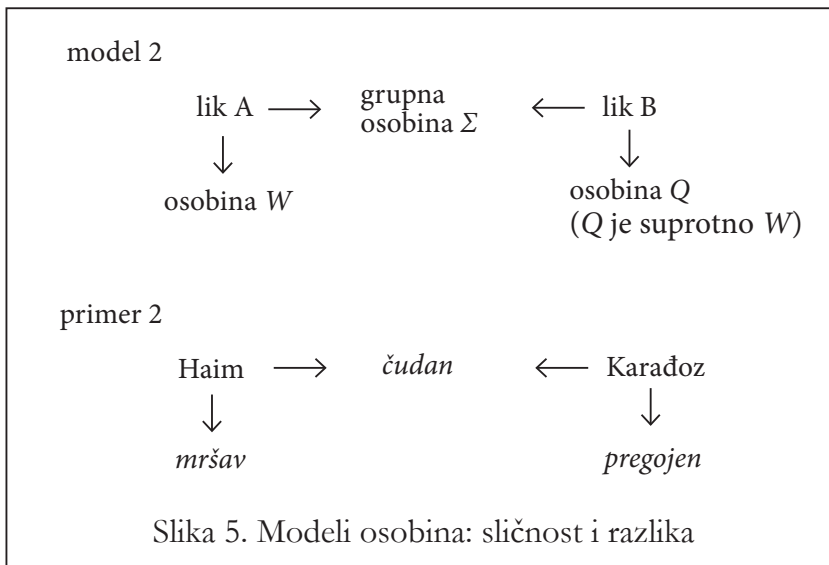 model 2
lik A → grupna osobina Σ ← lik B
↓ ↓
osobina W osobina Q
(Q je suprotno W)
primer 2
Haim → čudan ← Karađoz
↓ ↓
mršav pregojen
Slika 5. Modeli osobina: sličnost i razlika